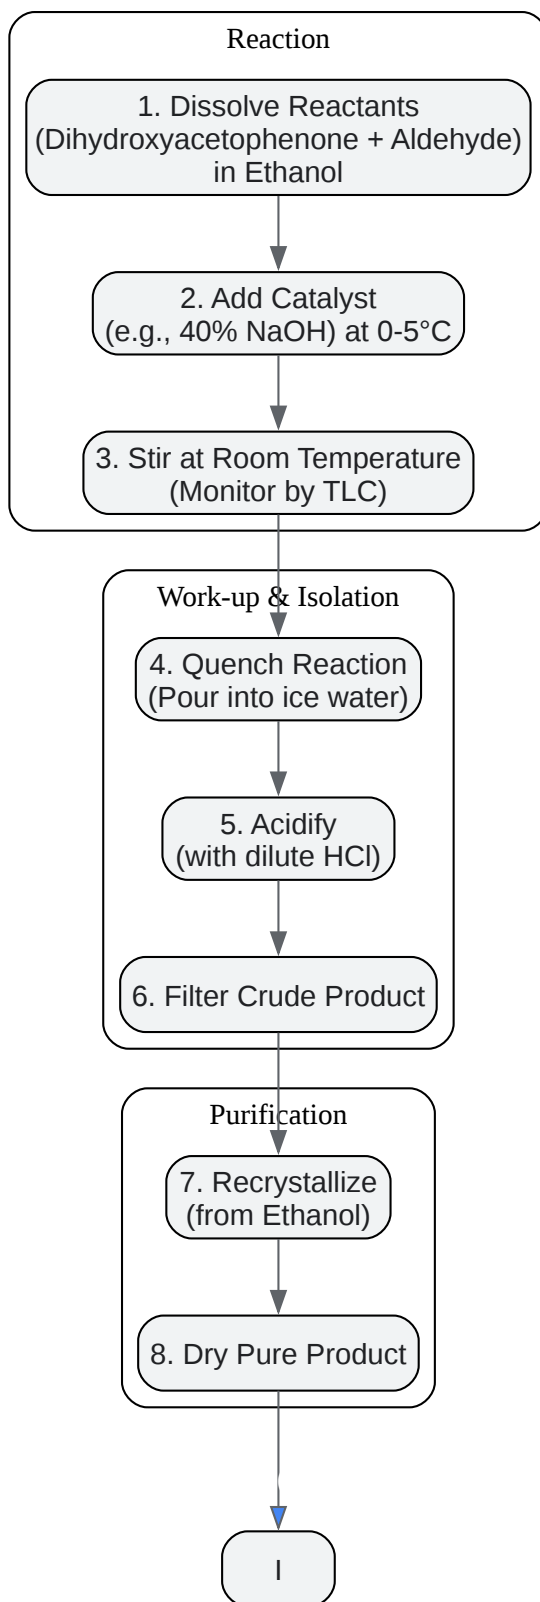 Reaction
1. Dissolve Reactants
(Dihydroxyacetophenone + Aldehyde)
in Ethanol
2. Add Catalyst
(e.g., 40% NaOH) at 0-5°C
3. Stir at Room Temperature
(Monitor by TLC)
Work-up & Isolation
4. Quench Reaction
(Pour into ice water)
5. Acidify
(with dilute HCl)
6. Filter Crude Product
Purification
7. Recrystallize
(from Ethanol)
8. Dry Pure Product
I